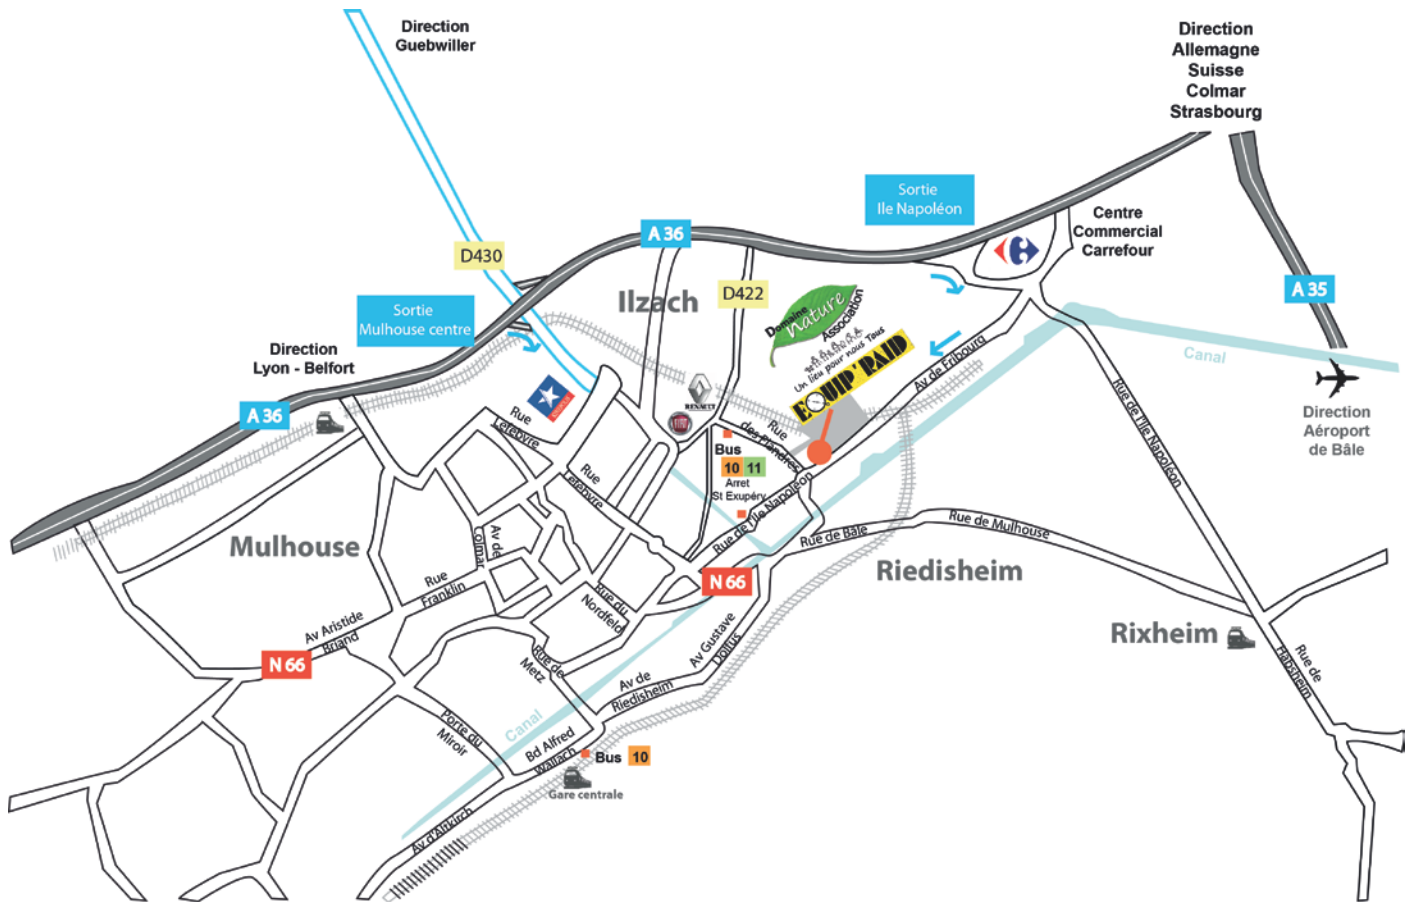 Direction
Guebwiller
Direction
Allemagne
Suisse
Colmar
Strasbourg
Sortie
Ile Napoléon
Centre
Commercial
Carrefour
A 36
D430
Ilzach
D422
Domaine
nature
Association
A 35
Sortie
Mulhouse centre
Direction
Lyon - Belfort
Un lieu pour nous Tous
EQUIP'RAID
Av de Fribourg
Canal
Direction
Aéroport
de Bâle
A 36
RENAULT
FIAT
Rue
Lefebvre
Rue
des Flandres
Bus
10 11
Arret
St Exupéry
Rue
Lefebvre
Rue de l'Ile Napoléon
Rue de l'Ile Napoléon
Mulhouse
Av de
Colmar
Rue de Bâle
Rue de Mulhouse
Riedisheim
N 66
Rue
Franklin
Rue du
Nordfeld
Av Aristide
Briand
N 66
Av Gustave
Dolfus
Rixheim
Rue de
Habsheim
Rue de
Metz
Av de
Riedisheim
Canal
Porte du
Miroir
Bd Alfred
Wallach
Bus 10
Gare centrale
Av d'Altkirch